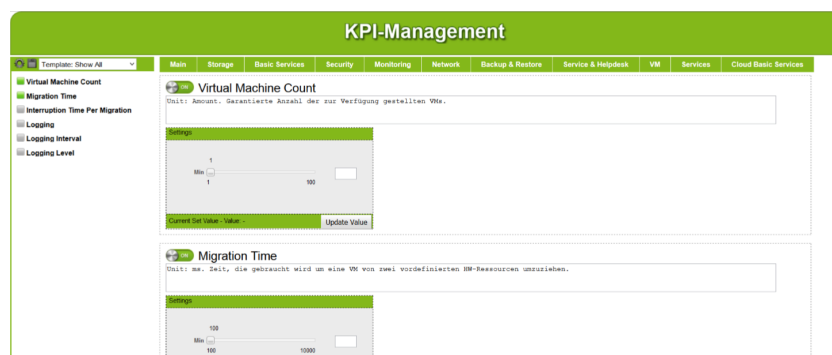 KPI-Management
Template: Show All
Main Storage Basic Services Security Monitoring Network Backup & Restore Service & Helpdesk VM Services Cloud Basic Services
Virtual Machine Count
Migration Time
Interruption Time Per Migration
Logging
Logging Interval
Logging Level
ON Virtual Machine Count
Unit: Amount. Garantierte Anzahl der zur Verfügung gestellten VMs.
Settings
1
Min
1 100
Current Set Value - Value: -
Update Value
ON Migration Time
Unit: ms. Zeit, die gebraucht wird um eine VM von zwei vordefinierten HW-Ressourcen umzuziehen.
Settings
100
Min
100 10000